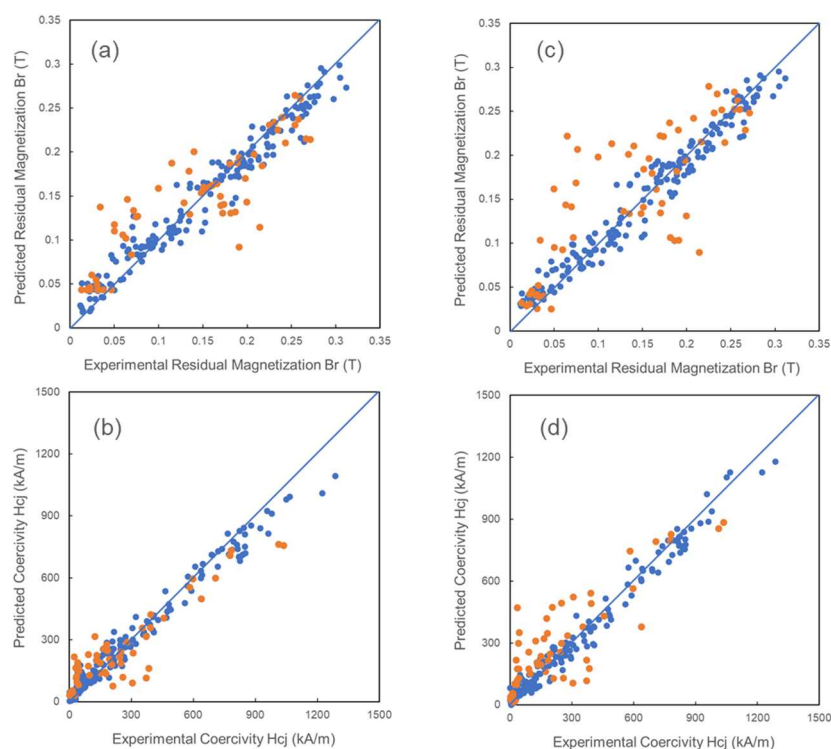 (a)
Predicted Residual Magnetization Br (T)
0.35
0.3
0.25
0.2
0.15
0.1
0.05
0
0 0.05 0.1 0.15 0.2 0.25 0.3 0.35
Experimental Residual Magnetization Br (T)
(c)
Predicted Residual Magnetization Br (T)
0.35
0.3
0.25
0.2
0.15
0.1
0.05
0
0 0.05 0.1 0.15 0.2 0.25 0.3 0.35
Experimental Residual Magnetization Br (T)
(b)
Predicted Coercivity Hcj (kA/m)
1500
1200
900
600
300
0
0 300 600 900 1200 1500
Experimental Coercivity Hcj (kA/m)
(d)
Predicted Coercivity Hcj (kA/m)
1500
1200
900
600
300
0
0 300 600 900 1200 1500
Experimental Coercivity Hcj (kA/m)